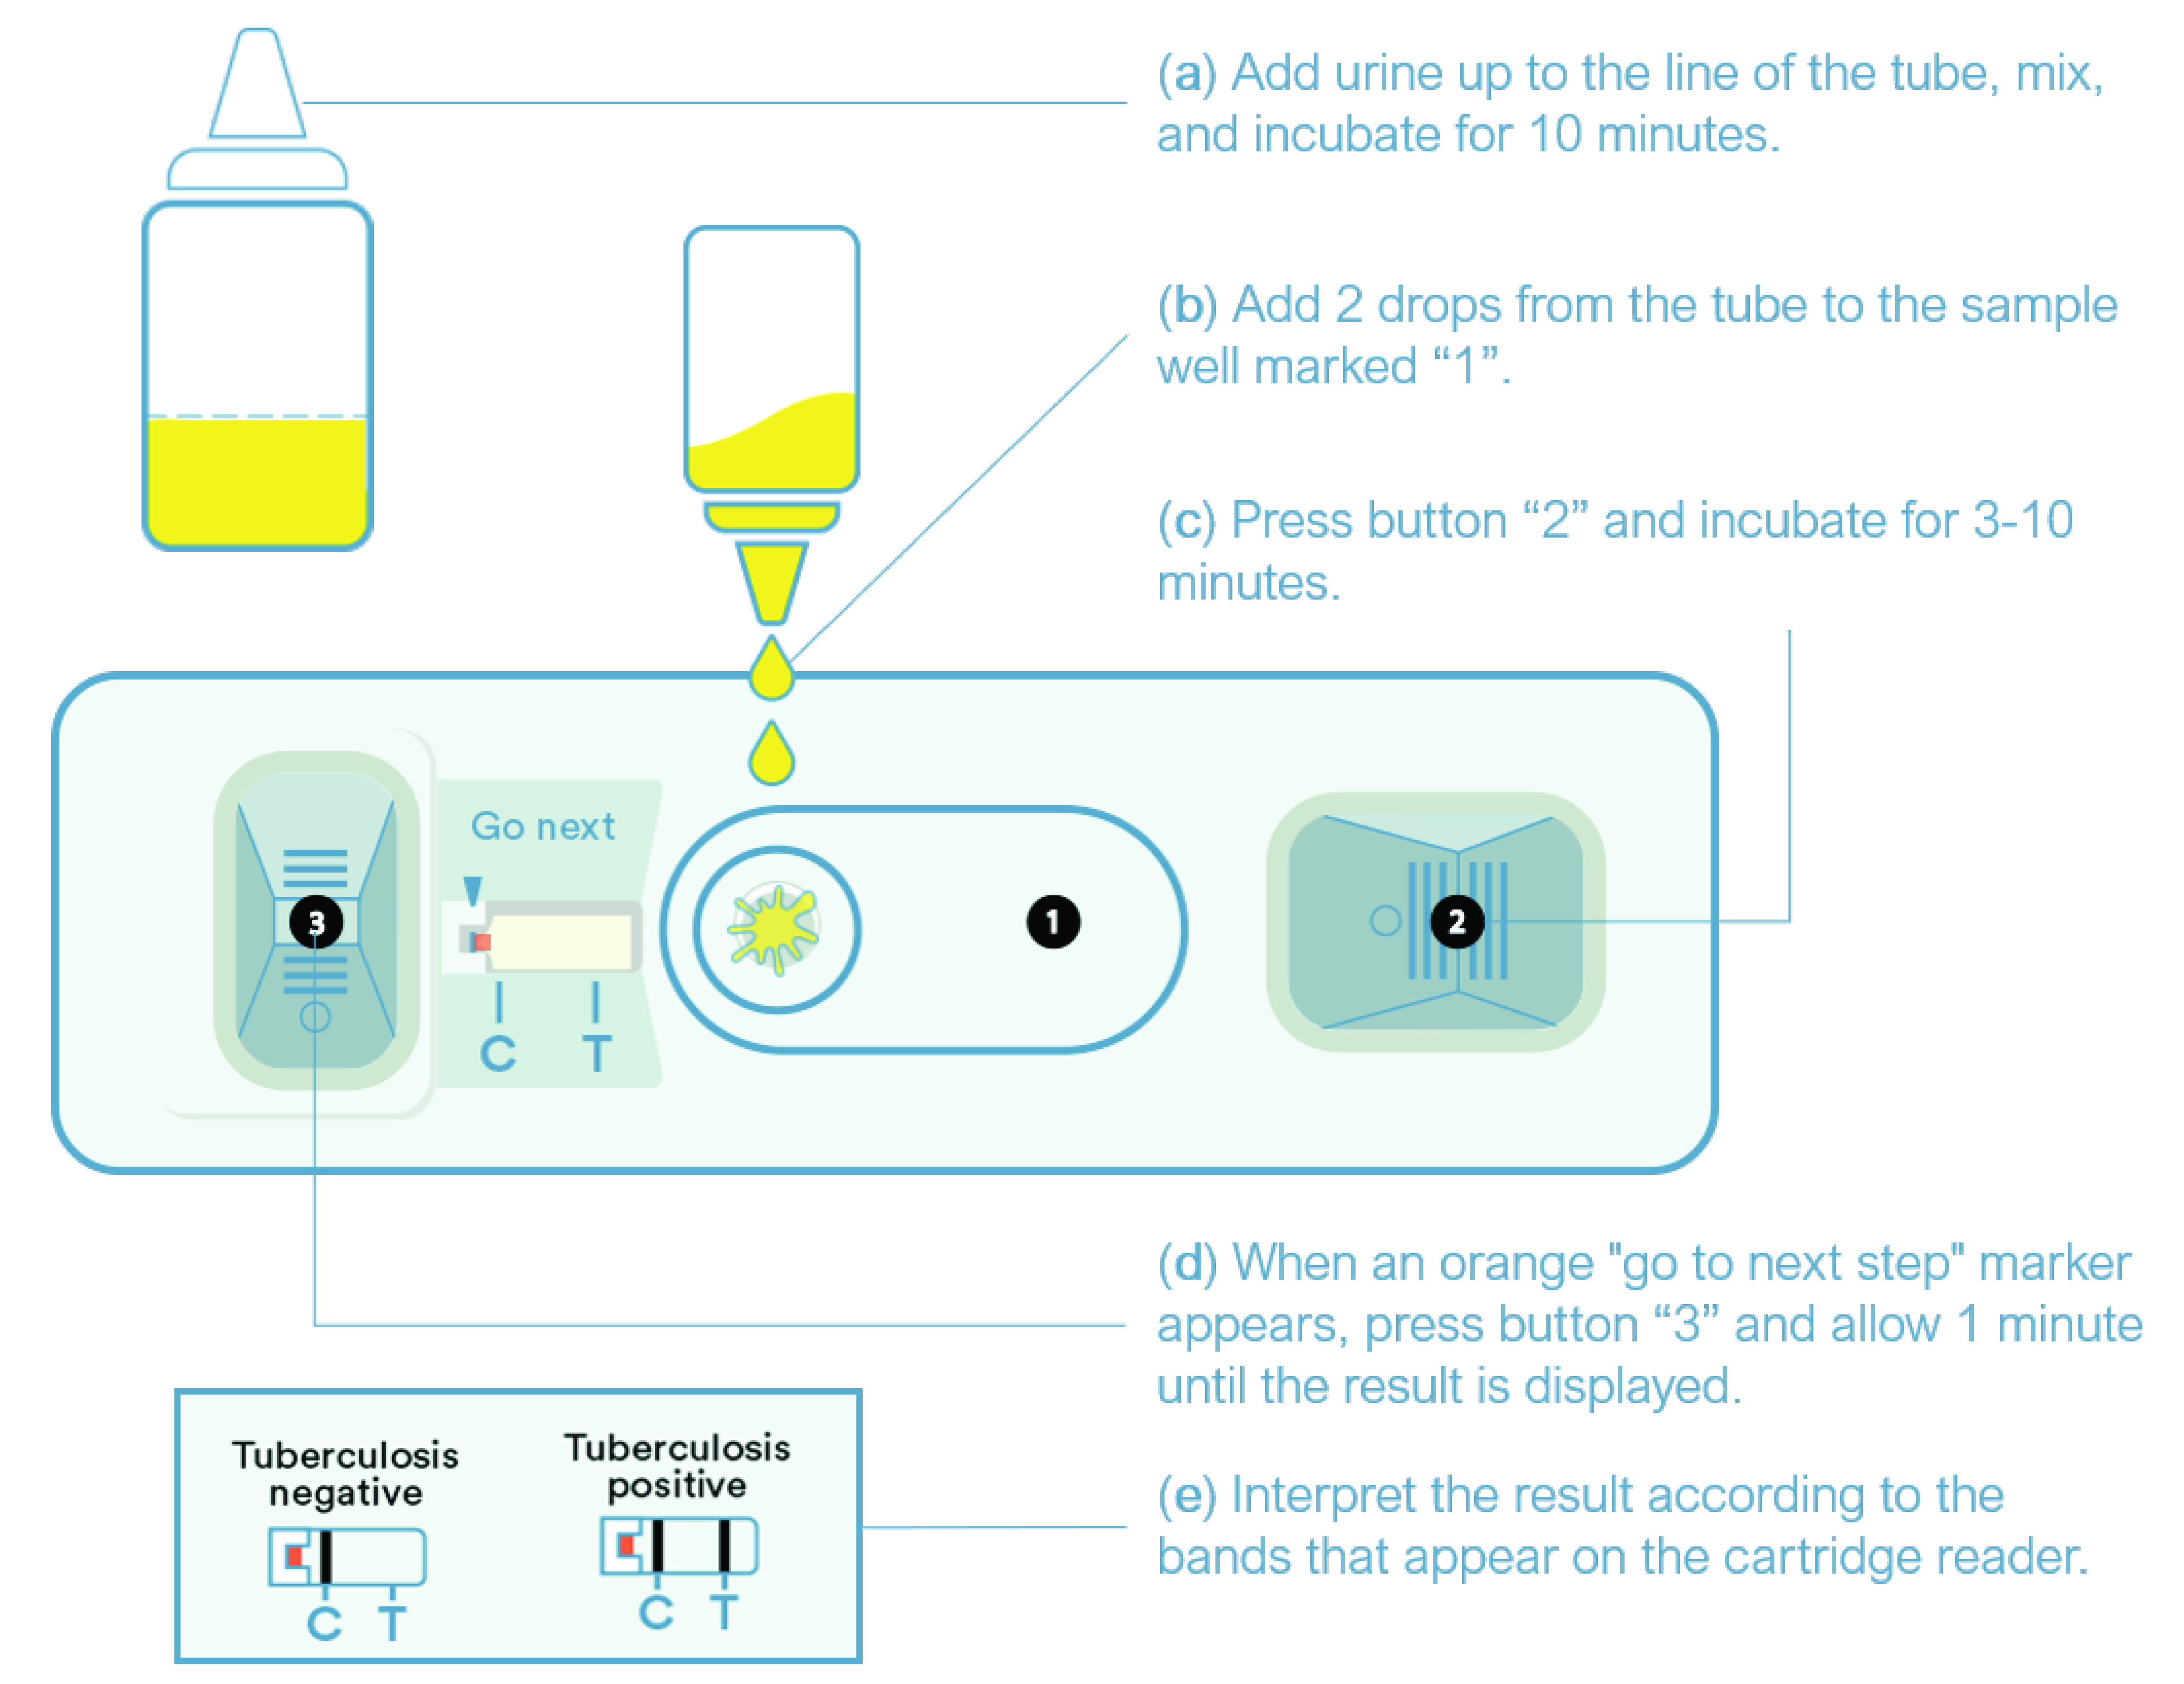 (a) Add urine up to the line of the tube, mix,
and incubate for 10 minutes.
(b) Add 2 drops from the tube to the sample
well marked “1”.
(c) Press button “2” and incubate for 3-10
minutes.
Go next
3
1
2
C T
(d) When an orange "go to next step" marker
appears, press button “3” and allow 1 minute
until the result is displayed.
Tuberculosis
negative
C T
Tuberculosis
positive
C T
(e) Interpret the result according to the
bands that appear on the cartridge reader.